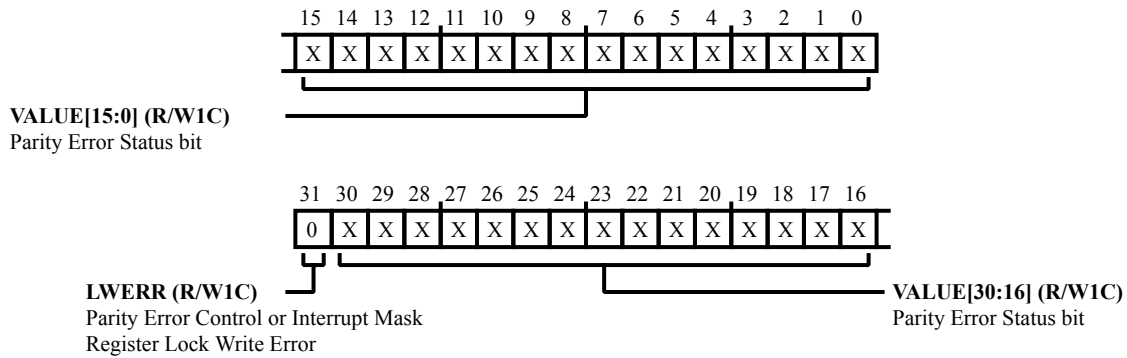 15 14 13 12 11 10 9 8 7 6 5 4 3 2 1 0
X X X X X X X X X X X X X X X X
VALUE[15:0] (R/W1C)
Parity Error Status bit
31 30 29 28 27 26 25 24 23 22 21 20 19 18 17 16
0 X X X X X X X X X X X X X X X
LWERR (R/W1C)
Parity Error Control or Interrupt Mask
Register Lock Write Error
VALUE[30:16] (R/W1C)
Parity Error Status bit